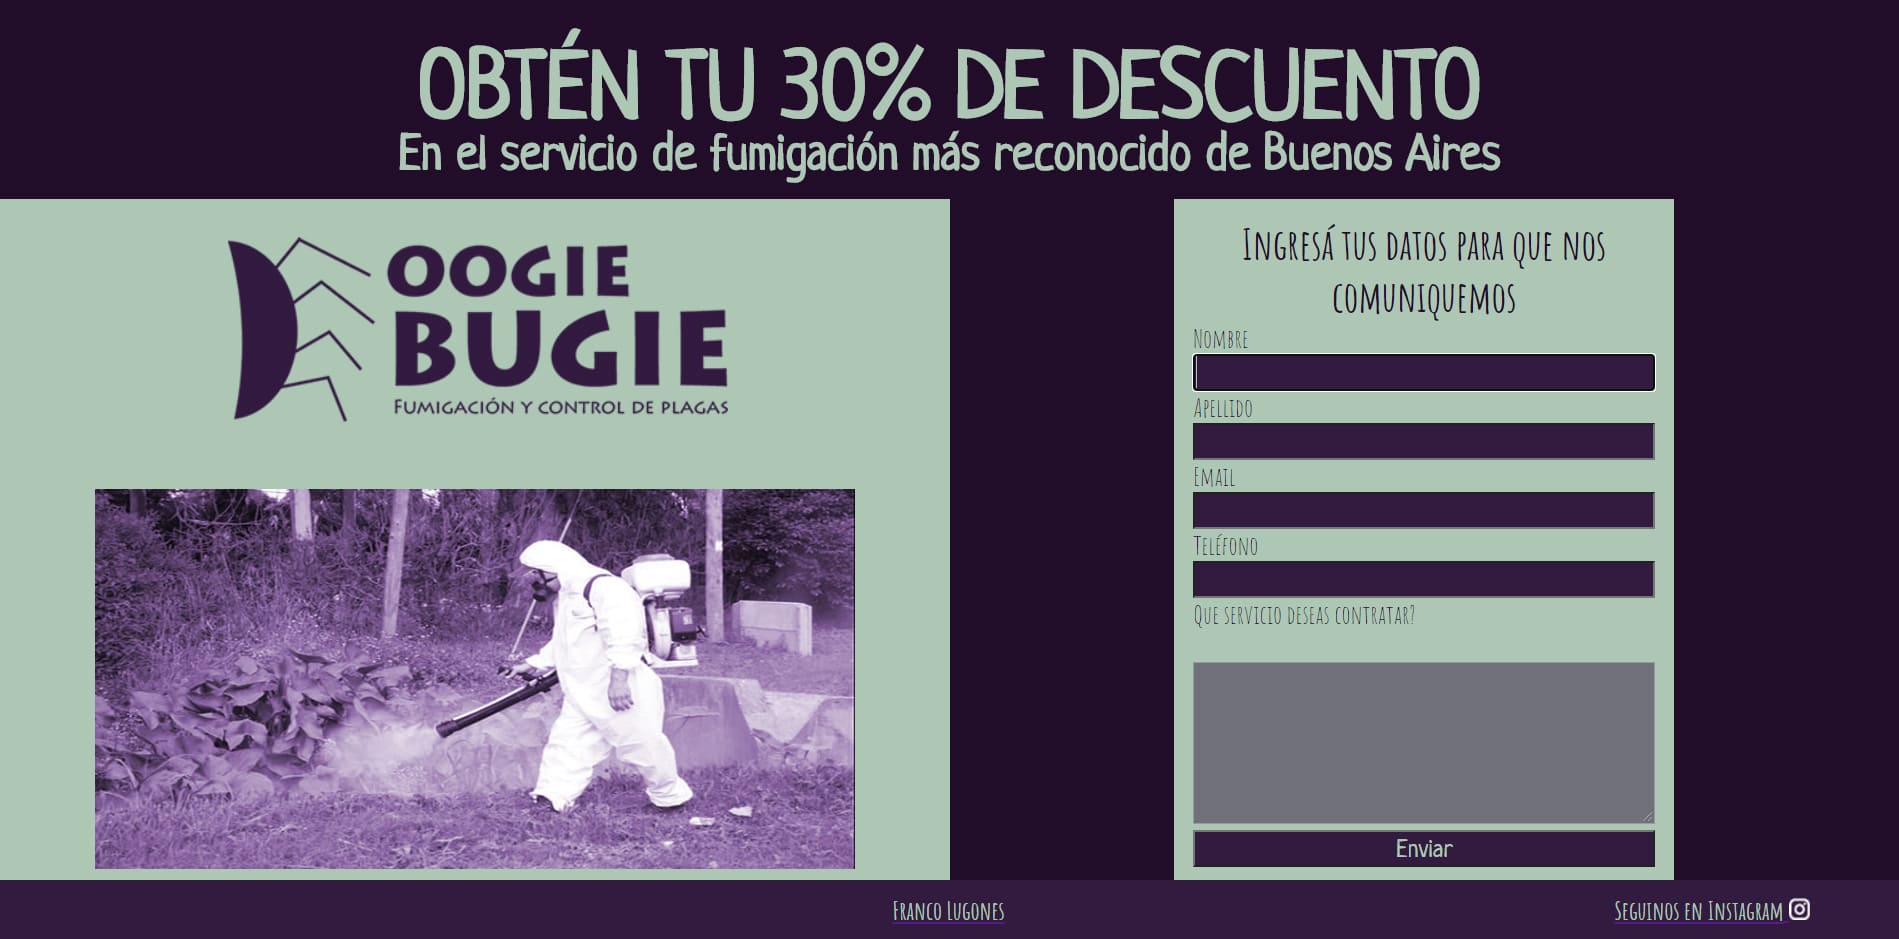 OBTÉN TU 30% DE DESCUENTO
En el servicio de fumigación más reconocido de Buenos Aires
OOGIE
BUGIE
FUMIGACIÓN Y CONTROL DE PLAGAS
Ingresá tus datos para que nos
comuniquemos
Nombre
Apellido
Email
Teléfono
Que servicio deseas contratar?
Enviar
Franco Lugones
Seguinos en Instagram